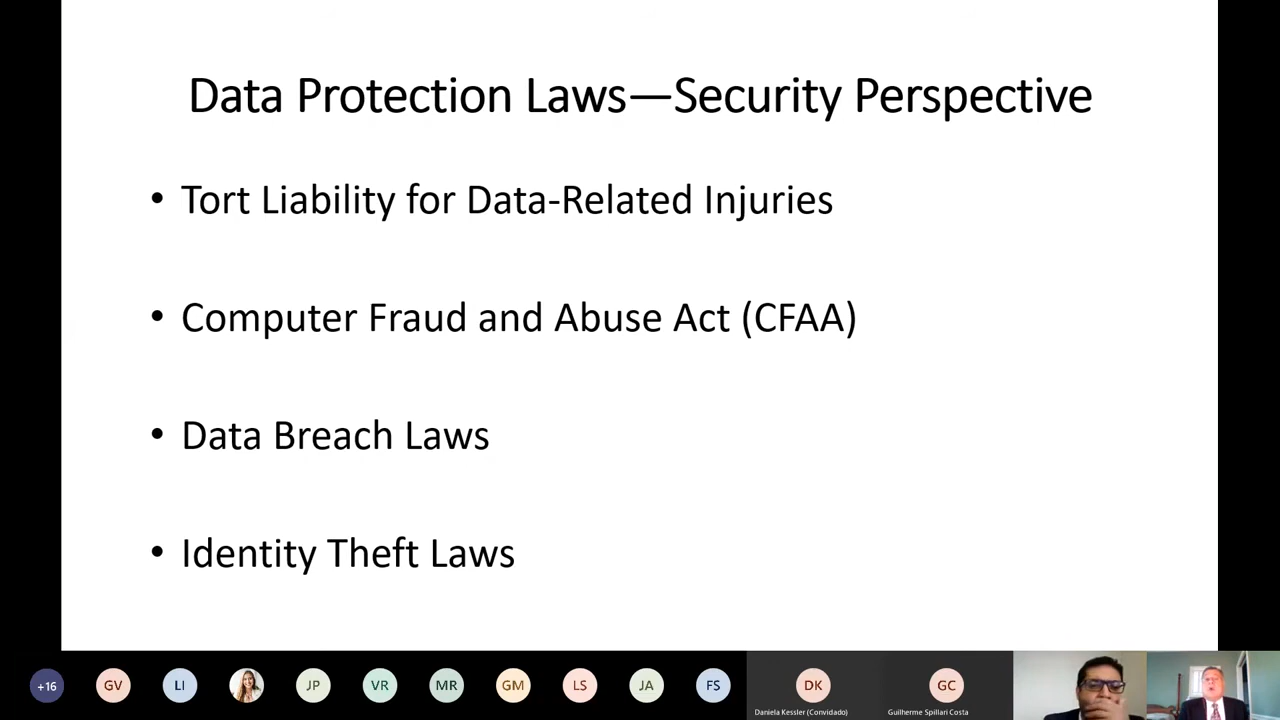 Data Protection Laws—Security Perspective
• Tort Liability for Data-Related Injuries
• Computer Fraud and Abuse Act (CFAA)
• Data Breach Laws
• Identity Theft Laws
+16
GV
LI
JP
VR
MR
GM
LS
JA
FS
DK
GC
Daniela Kessler (Convidado)
Guilherme Spillari Costa